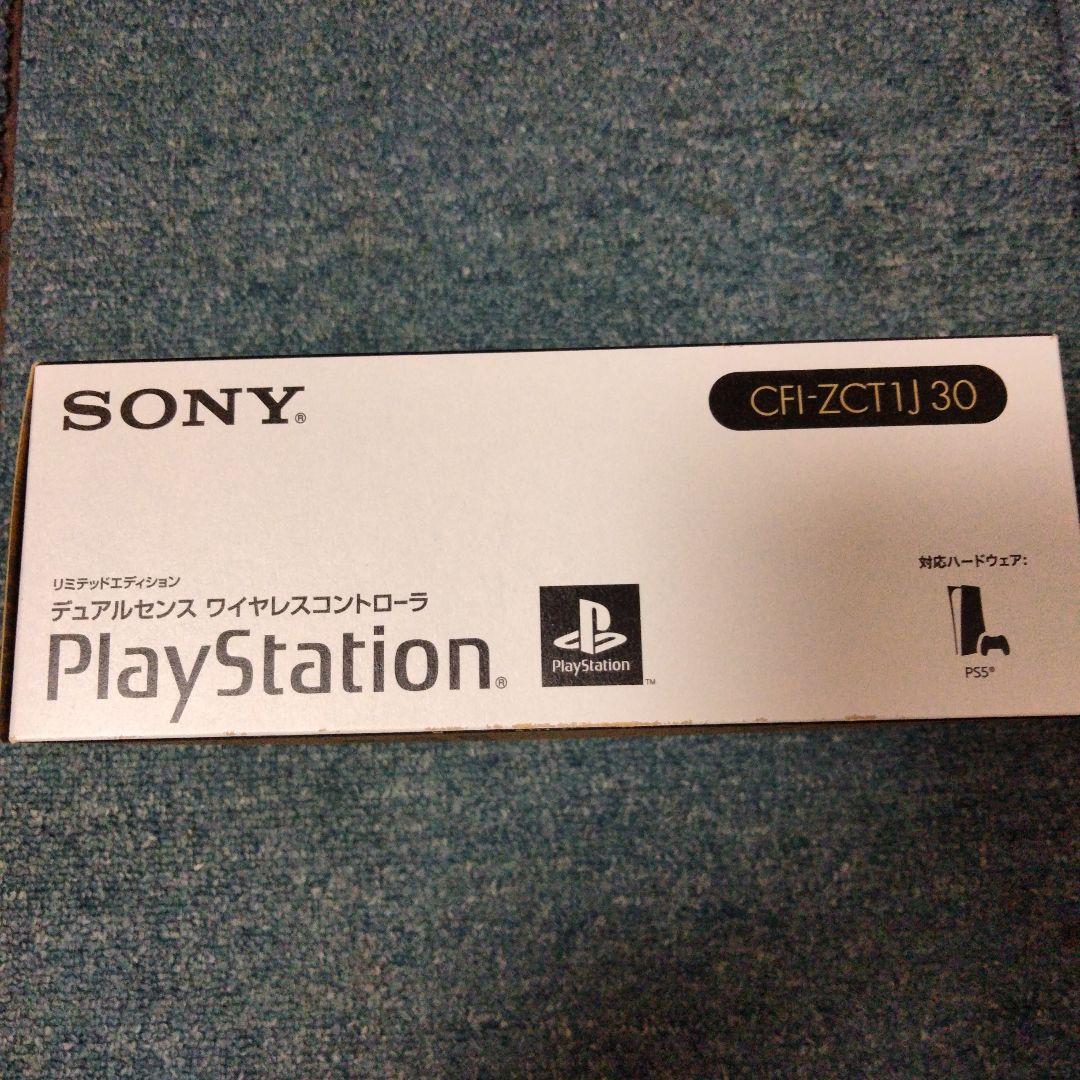 SONY®
CFI-ZCT1J 30
リミテッドエディション
デュアルセンス ワイヤレスコントローラ
PlayStation®
PlayStation
TM
対応ハードウェア:
PS5®